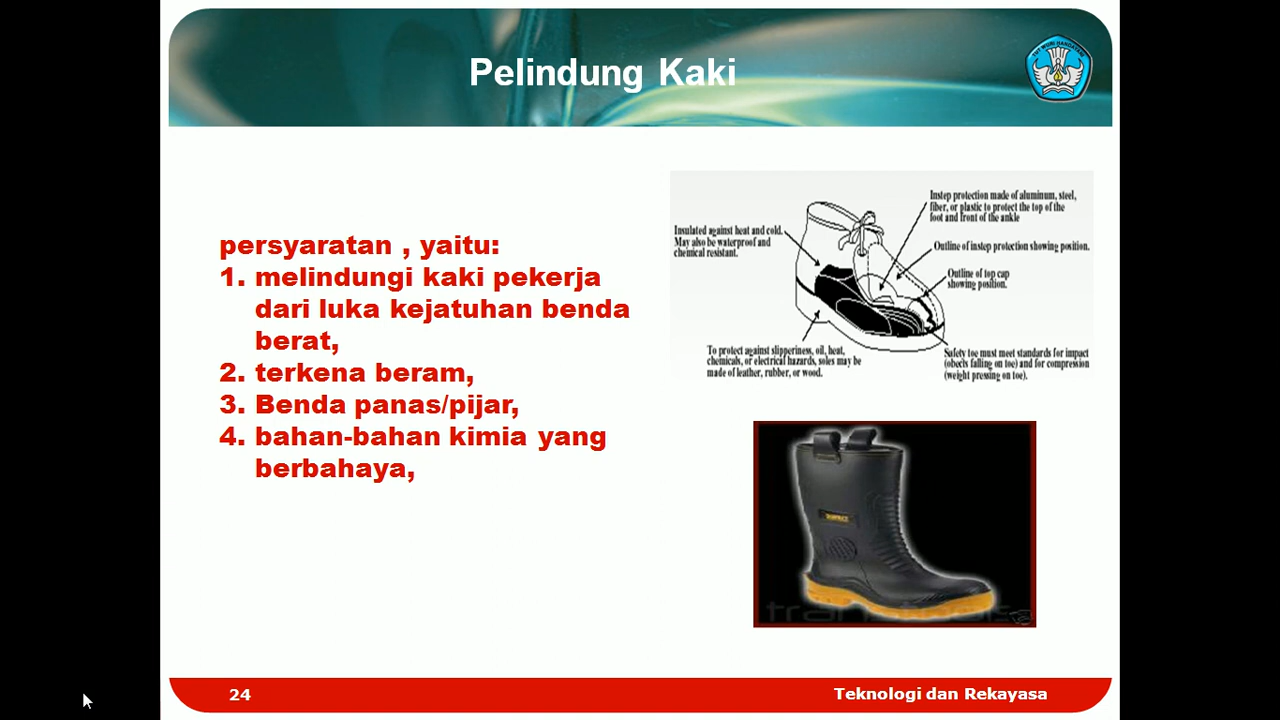 Pelindung Kaki
persyaratan , yaitu:
1. melindungi kaki pekerja
dari luka kejatuhan benda
berat,
2. terkena beram,
3. Benda panas/pijar,
4. bahan-bahan kimia yang
berbahaya,
Instep protection made of aluminum, steel,
fiber, or plastic to protect the top of the
foot and front of the ankle
Insulated against heat and cold.
May also be waterproof and
chemical resistant.
Outline of instep protection showing position.
Outline of top cap
showing position.
To protect against slipperiness, oil, heat,
chemicals, or electrical hazards, soles may be
made of leather, rubber, or wood.
Safety toe must meet standards for impact
(obects falling on toe) and for compression
(weight pressing on toe).
24
Teknologi dan Rekayasa